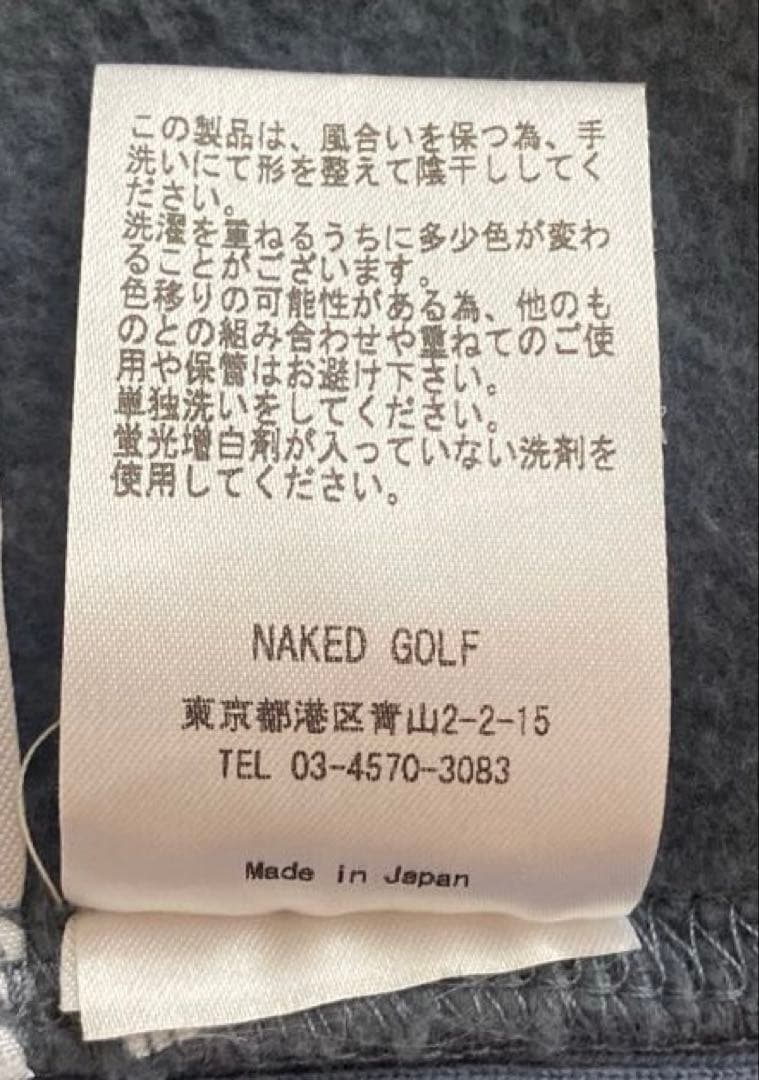 この製品は、風合いを保つ為、手
洗いにて形を整えて陰干ししてく
ださい。
洗濯を重ねるうちに多少色が変わ
ることがございます。
色移りの可能性がある為、他のも
のとの組み合わせや重ねてのご使
用や保管はお避け下さい。
単独洗いをしてください。
蛍光増白剤が入っていない洗剤を
使用してください。
NAKED GOLF
東京都港区青山2-2-15
TEL 03-4570-3083
Made in Japan